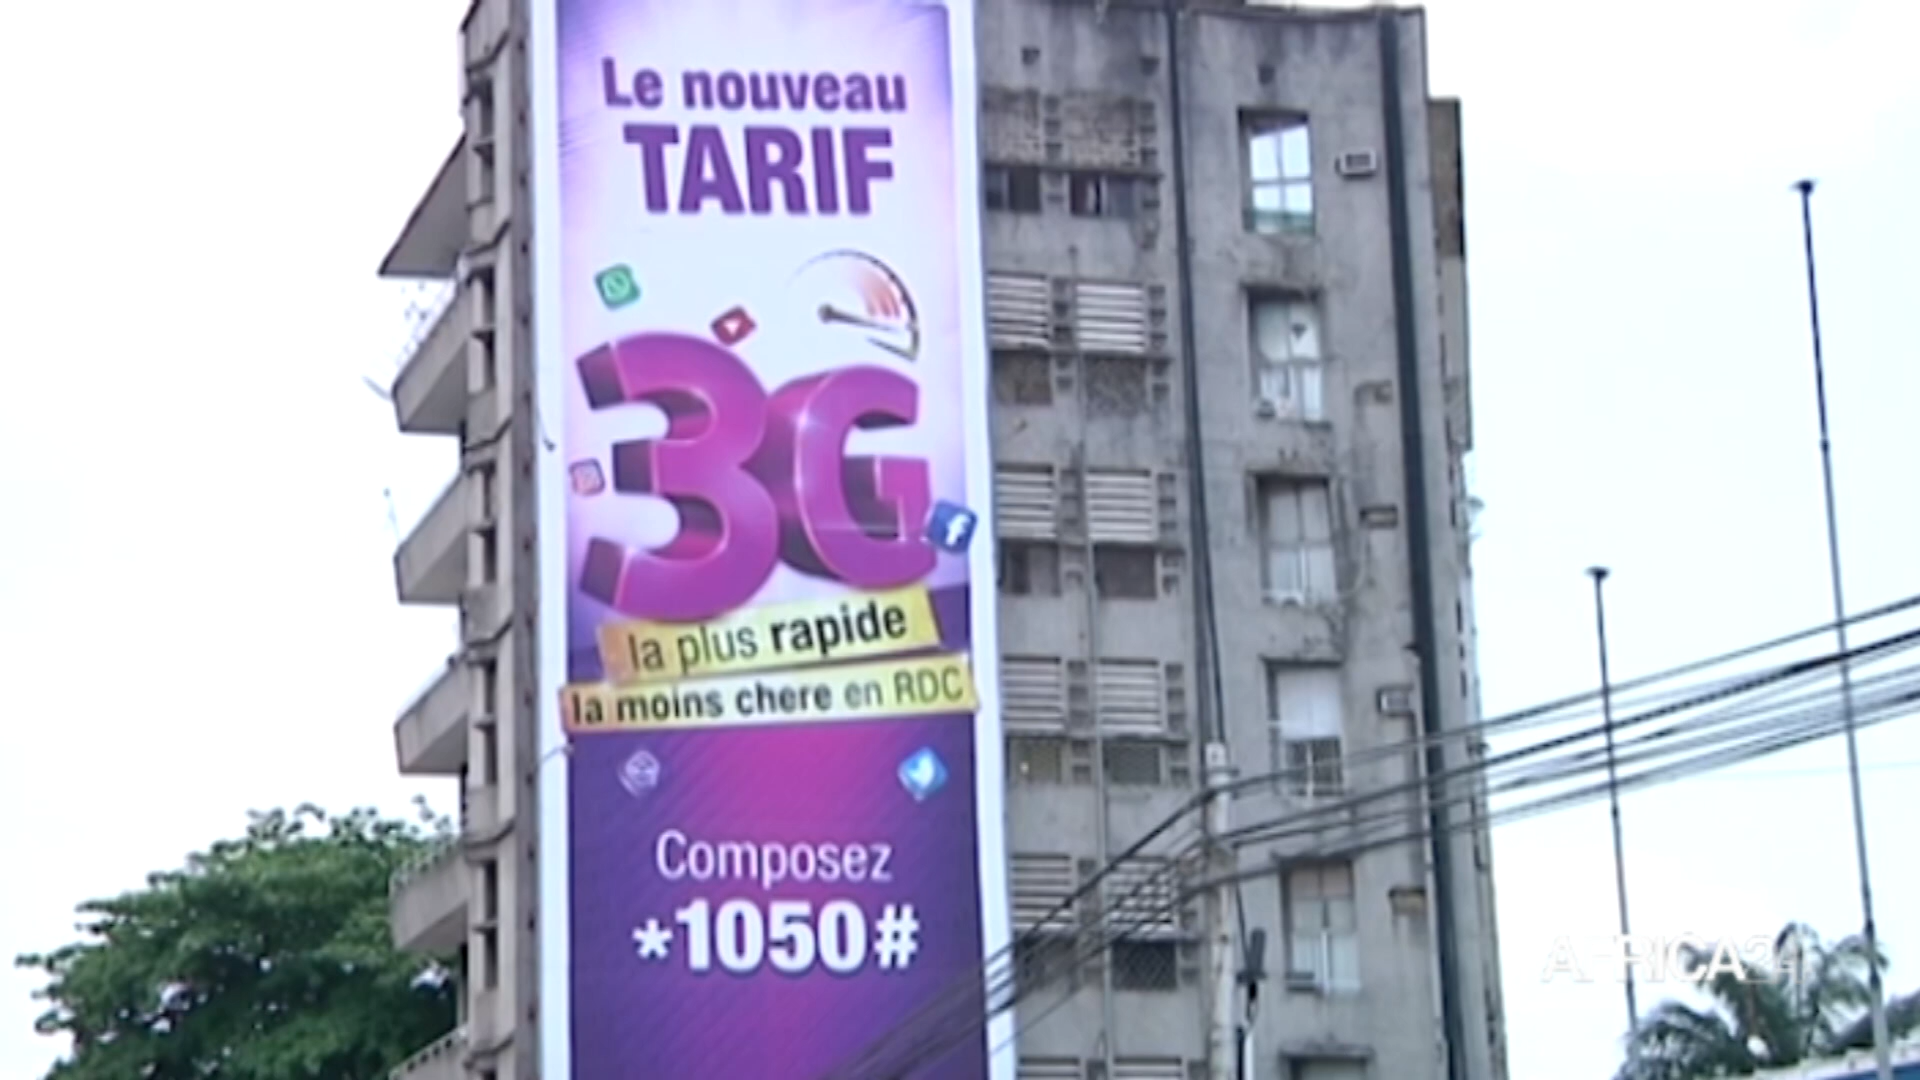 Le nouveau
TARIF
3G
la plus rapide
la moins chere en RDC
Composez
*1050#
AFRICA24